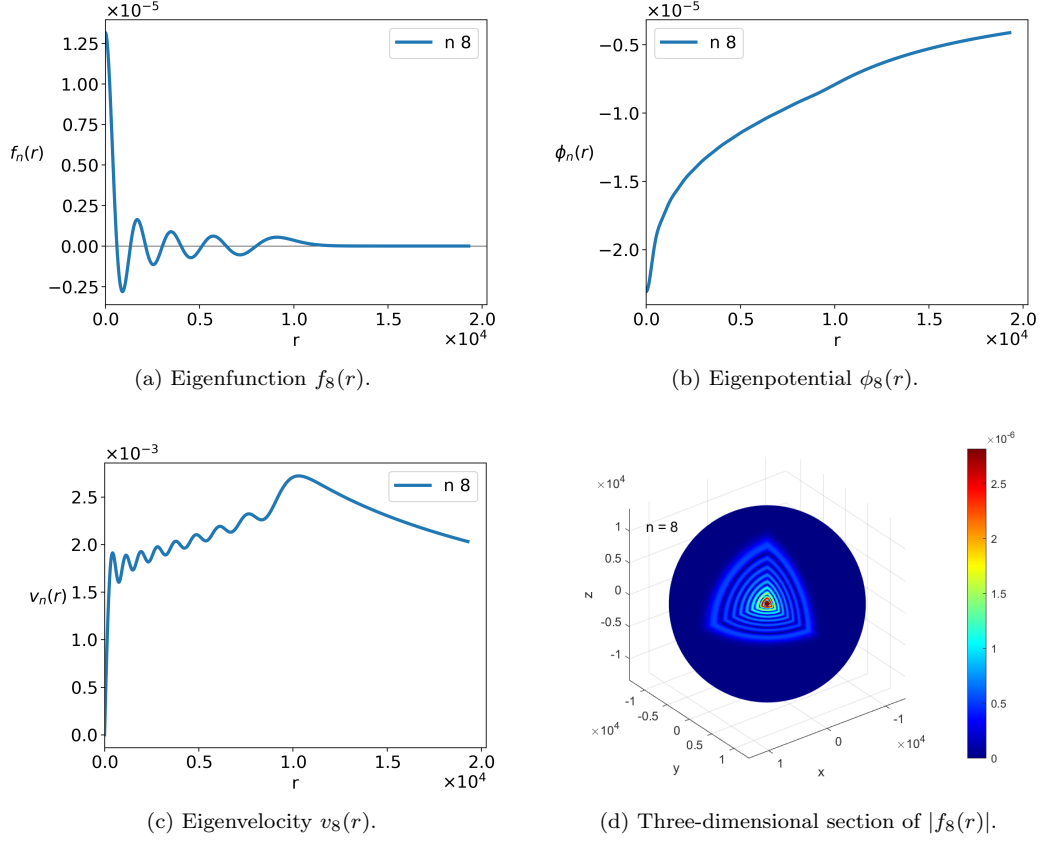 ×10⁻⁵
n 8
1.25
1.00
0.75
0.50
0.25
0.00
−0.25
fₙ(r)
0.0 0.5 1.0 1.5 2.0
r ×10⁴
(a) Eigenfunction f₈(r).
×10⁻⁵
n 8
−0.5
−1.0
−1.5
−2.0
ϕₙ(r)
0.0 0.5 1.0 1.5 2.0
r ×10⁴
(b) Eigenpotential ϕ₈(r).
×10⁻³
n 8
2.5
2.0
1.5
1.0
0.5
0.0
vₙ(r)
0.0 0.5 1.0 1.5 2.0
r ×10⁴
(c) Eigenvelocity v₈(r).
×10⁴
n = 8
1
0.5
0
-0.5
-1
z
-1
-0.5
0
0.5
1
×10⁴
y
1
0
-1
×10⁴
x
×10⁻⁶
2.5
2
1.5
1
0.5
0
(d) Three-dimensional section of |f₈(r)|.